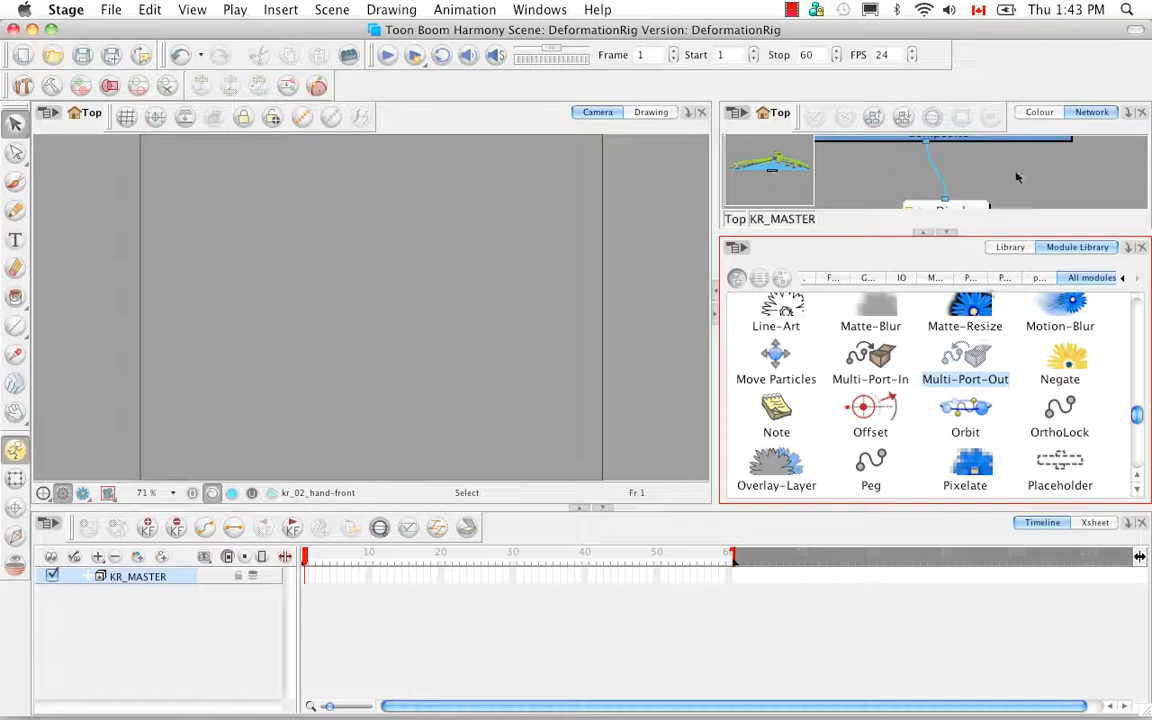 Stage File Edit View Play Insert Scene Drawing Animation Windows Help Thu 1:43 PM
Toon Boom Harmony Scene: DeformationRig Version: DeformationRig
Frame 1 Start 1 Stop 60 FPS 24
Top Camera Drawing
Top Colour Network
Top KR_MASTER
Library Module Library
F... G... IO M... P... P... p... All modules
Line-Art Matte-Blur Matte-Resize Motion-Blur
Move Particles Multi-Port-In Multi-Port-Out Negate
Note Offset Orbit OrthoLock
Overlay-Layer Peg Pixelate Placeholder
71% kr_02_hand-front Select Fr 1
KF KF KF Timeline Xsheet
10 20 30 40 50
KR_MASTER